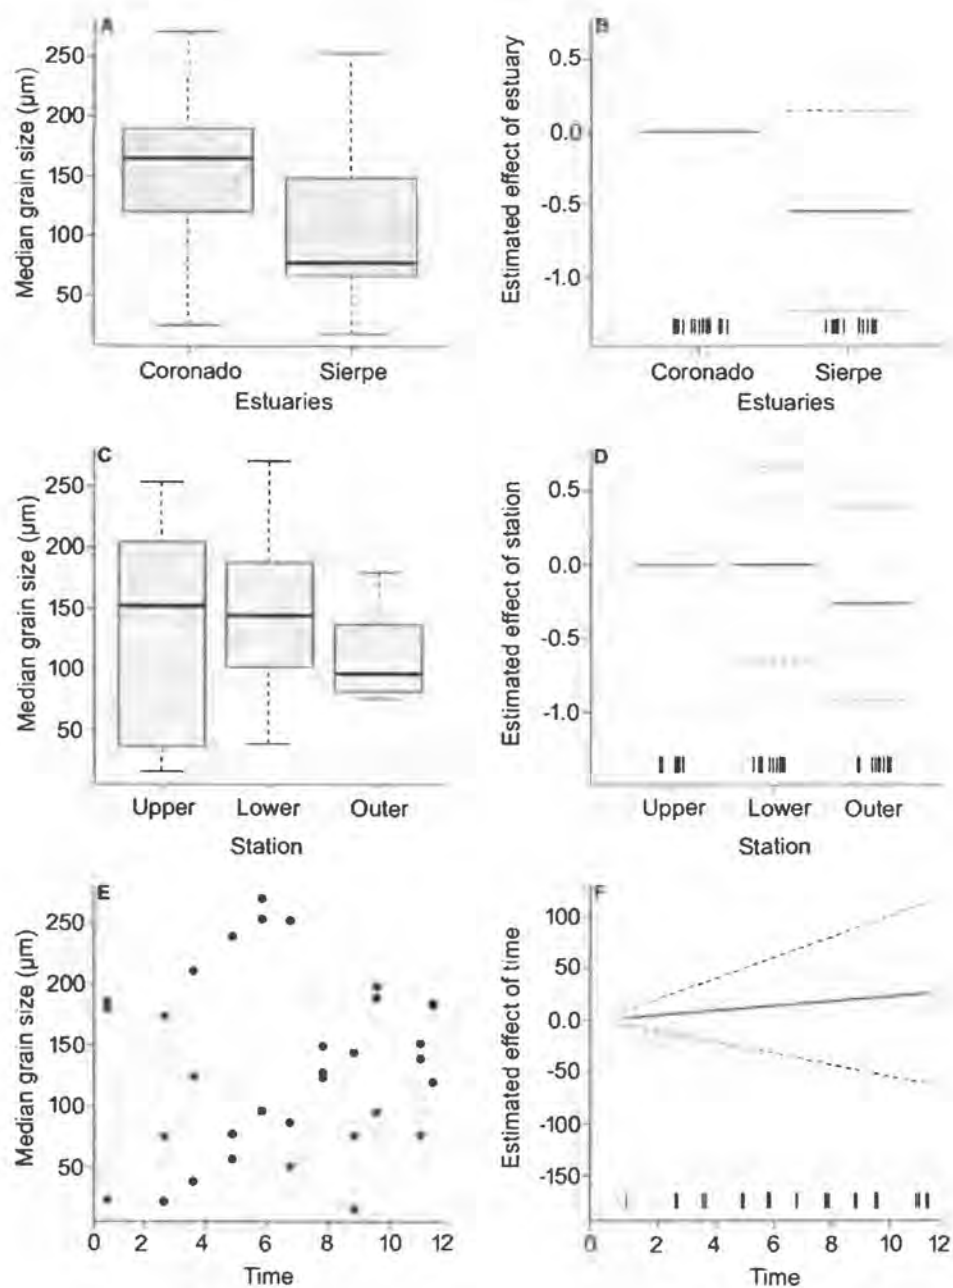 A
Median grain size (µm)
250
200
150
100
50
Coronado Sierpe
Estuaries
B
Estimated effect of estuary
0.5
0.0
-0.5
-1.0
Coronado Sierpe
Estuaries
C
Median grain size (µm)
250
200
150
100
50
Upper Lower Outer
Station
D
Estimated effect of station
0.5
0.0
-0.5
-1.0
Upper Lower Outer
Station
E
Median grain size (µm)
250
200
150
100
50
0 2 4 6 8 10 12
Time
F
Estimated effect of time
100
50
0.0
-50
-100
-150
0 2 4 6 8 10 12
Time